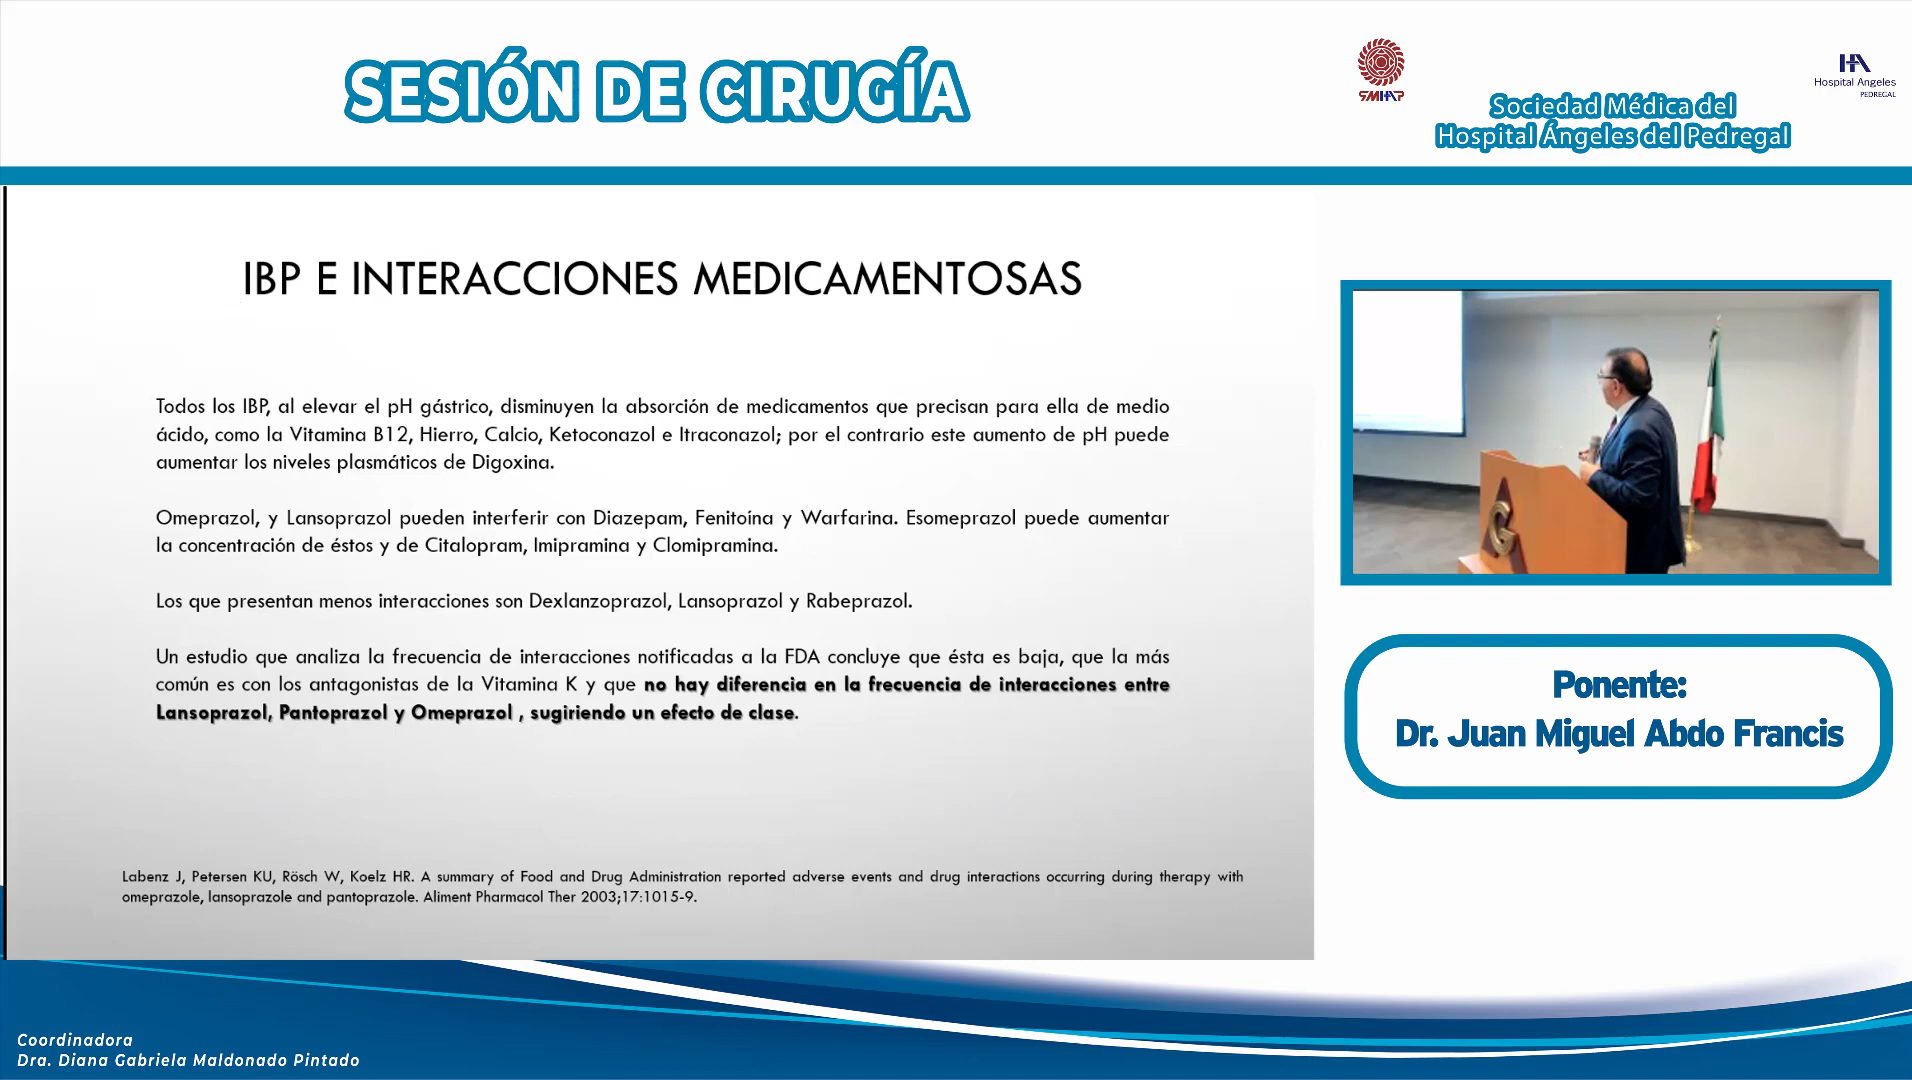 SESIÓN DE CIRUGÍA
SMHAP
Sociedad Médica del
Hospital Ángeles del Pedregal
HA
Hospital Angeles
PEDREGAL
IBP E INTERACCIONES MEDICAMENTOSAS
Todos los IBP, al elevar el pH gástrico, disminuyen la absorción de medicamentos que precisan para ella de medio
ácido, como la Vitamina B12, Hierro, Calcio, Ketoconazol e Itraconazol; por el contrario este aumento de pH puede
aumentar los niveles plasmáticos de Digoxina.
Omeprazol, y Lansoprazol pueden interferir con Diazepam, Fenitoína y Warfarina. Esomeprazol puede aumentar
la concentración de éstos y de Citalopram, Imipramina y Clomipramina.
Los que presentan menos interacciones son Dexlanzoprazol, Lansoprazol y Rabeprazol.
Un estudio que analiza la frecuencia de interacciones notificadas a la FDA concluye que ésta es baja, que la más
común es con los antagonistas de la Vitamina K y que no hay diferencia en la frecuencia de interacciones entre
Lansoprazol, Pantoprazol y Omeprazol , sugiriendo un efecto de clase.
Labenz J, Petersen KU, Rösch W, Koelz HR. A summary of Food and Drug Administration reported adverse events and drug interactions occurring during therapy with
omeprazole, lansoprazole and pantoprazole. Aliment Pharmacol Ther 2003;17:1015-9.
G
Ponente:
Dr. Juan Miguel Abdo Francis
Coordinadora
Dra. Diana Gabriela Maldonado Pintado